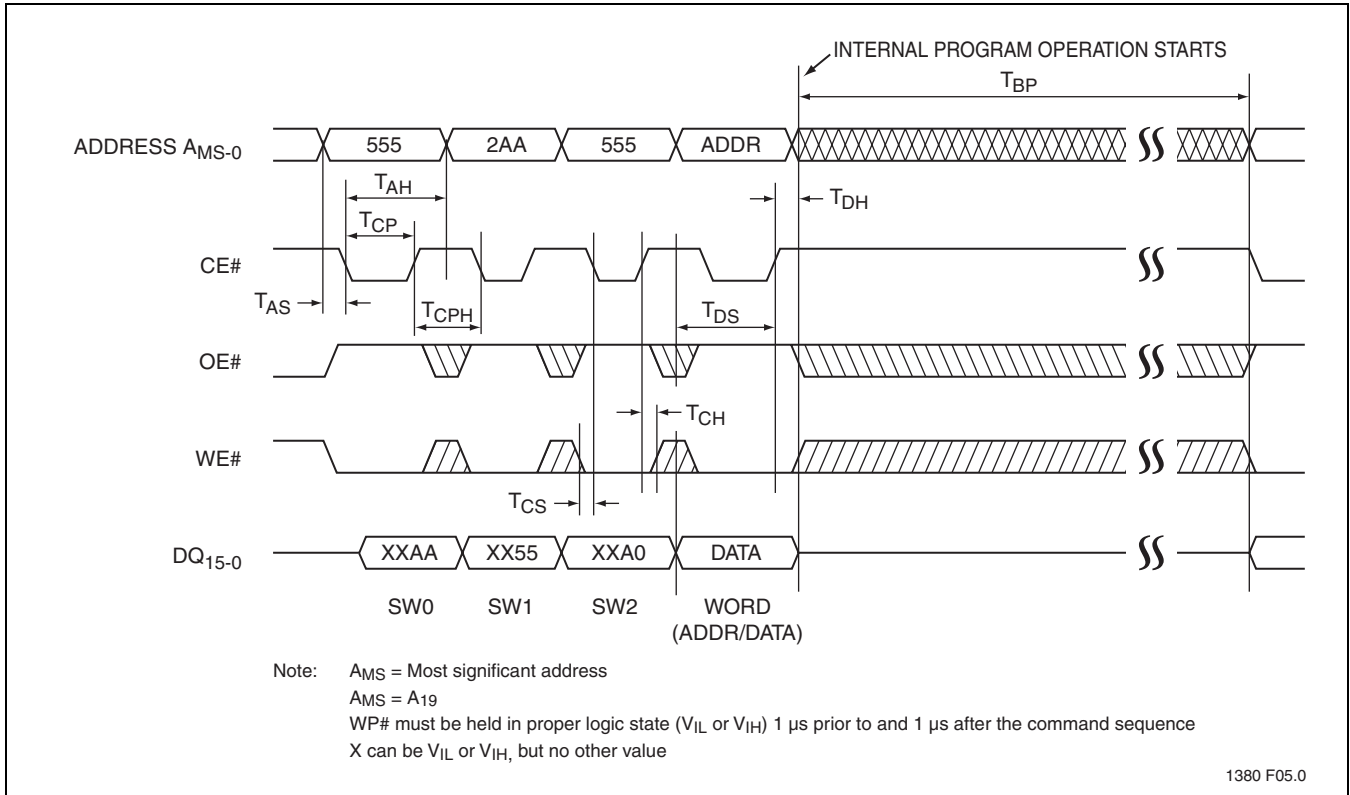 INTERNAL PROGRAM OPERATION STARTS
TBP
ADDRESS AMS-0
555 2AA 555 ADDR
TAH
TDH
TCP
CE#
TAS
TCPH
TDS
OE#
TCH
WE#
TCS
DQ15-0
XXAA XX55 XXA0 DATA
SW0 SW1 SW2 WORD
(ADDR/DATA)
Note: AMS = Most significant address
AMS = A19
WP# must be held in proper logic state (VIL or VIH) 1 µs prior to and 1 µs after the command sequence
X can be VIL or VIH, but no other value
1380 F05.0